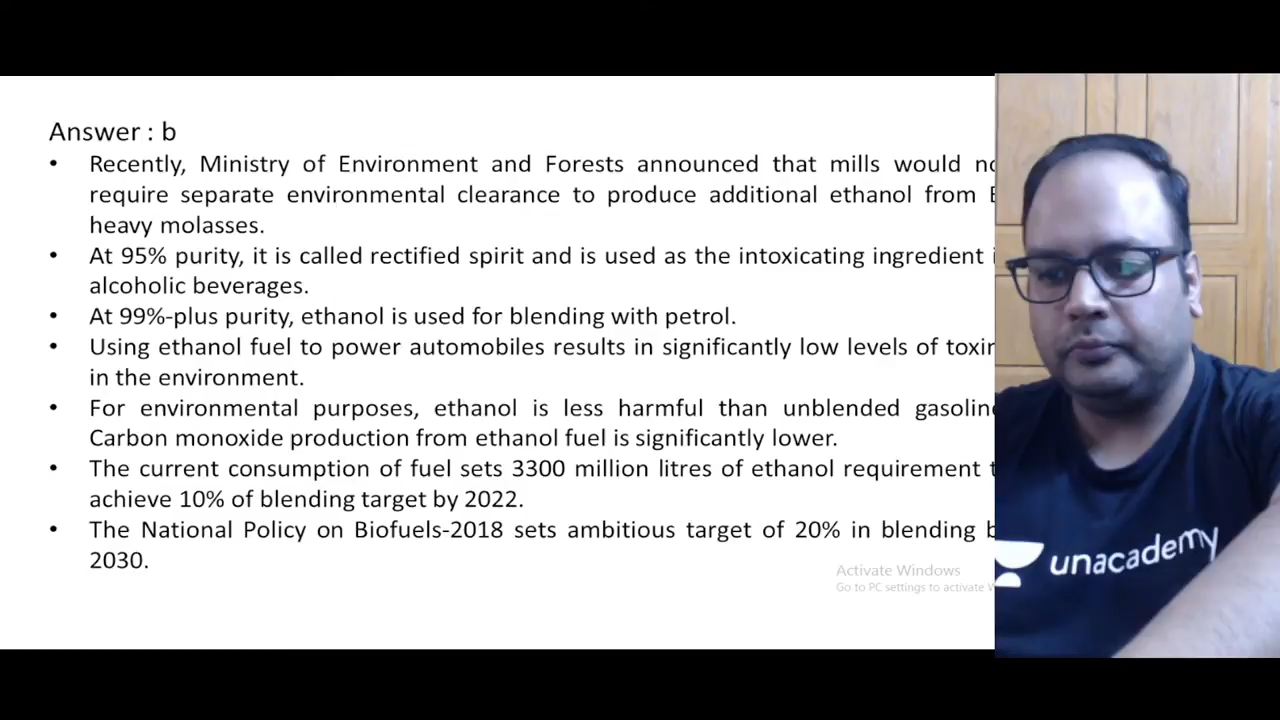 Answer : b
• Recently, Ministry of Environment and Forests announced that mills would
require separate environmental clearance to produce additional ethanol from
heavy molasses.
• At 95% purity, it is called rectified spirit and is used as the intoxicating ingredient
alcoholic beverages.
• At 99%-plus purity, ethanol is used for blending with petrol.
• Using ethanol fuel to power automobiles results in significantly low levels of
in the environment.
• For environmental purposes, ethanol is less harmful than unblended
Carbon monoxide production from ethanol fuel is significantly lower.
• The current consumption of fuel sets 3300 million litres of ethanol requirement
achieve 10% of blending target by 2022.
• The National Policy on Biofuels-2018 sets ambitious target of 20% in blending
2030.
Activate Windows
Go to PC settings to activate
unacademy